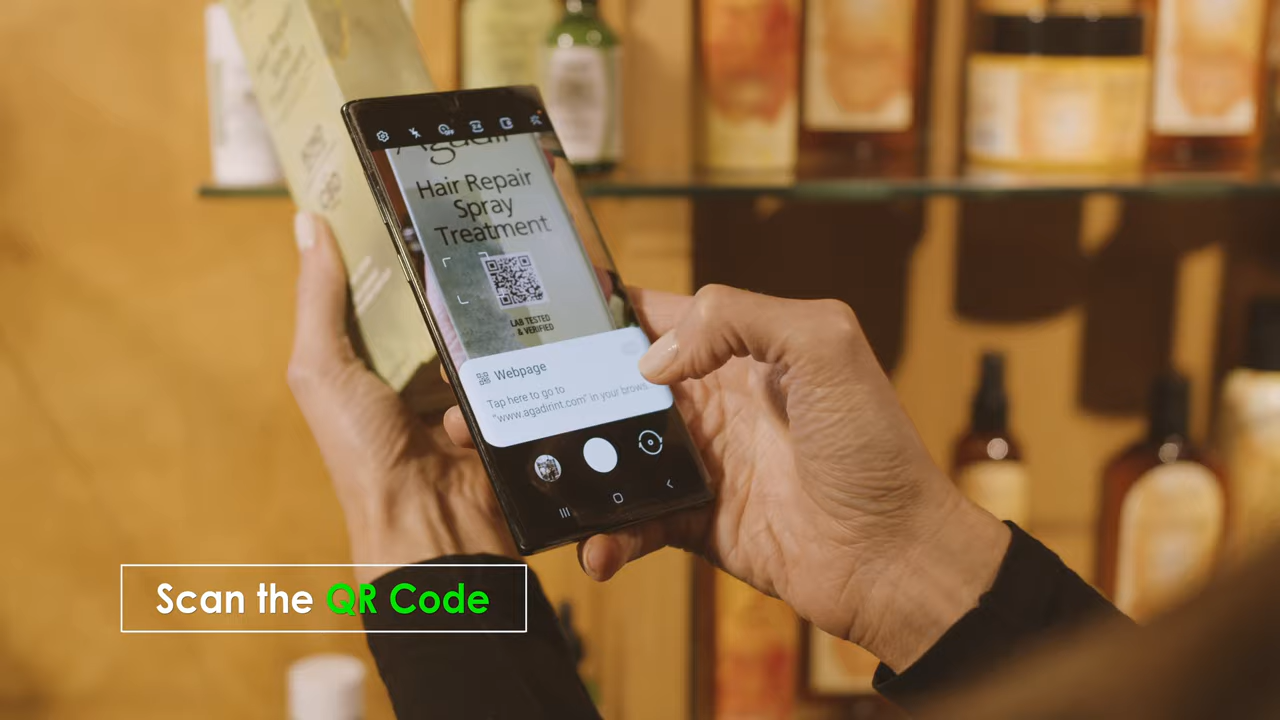 Agadir
Hair Repair
Spray
Treatment
LAB TESTED
& VERIFIED
Webpage
Tap here to go to
"www.agadirint.com" in your brows
Scan the QR Code